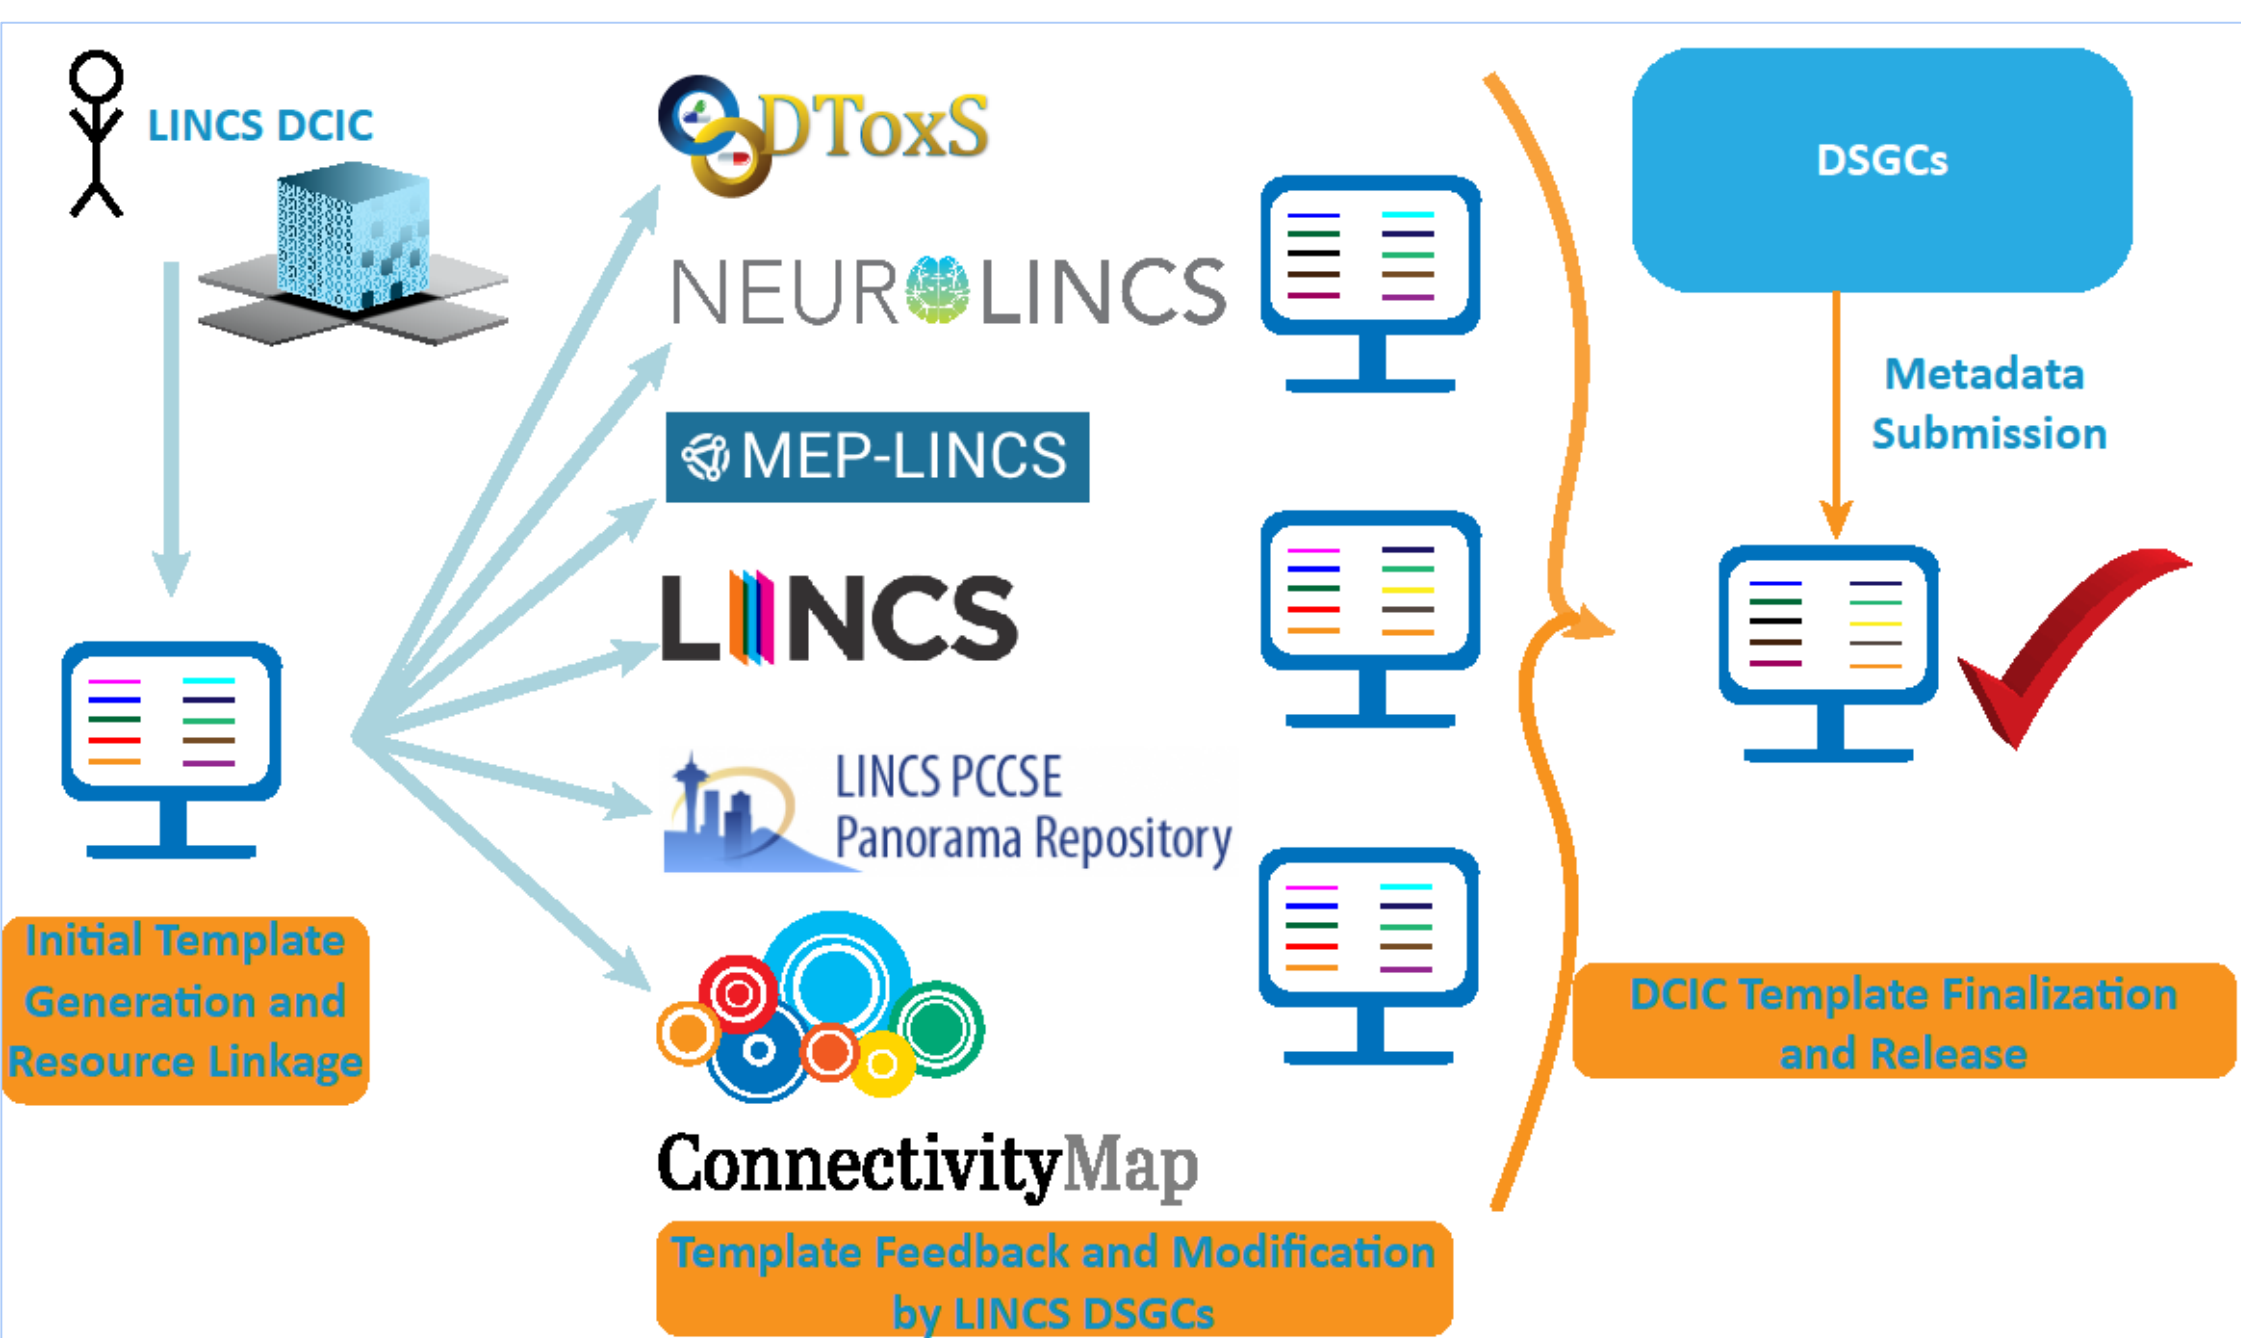 LINCS DCIC
Initial Template
Generation and
Resource Linkage
DToxS
NEUROLINCS
MEP-LINCS
LINCS
LINCS PCCSE
Panorama Repository
ConnectivityMap
Template Feedback and Modification
by LINCS DSGCs
DSGCs
Metadata
Submission
DCIC Template Finalization
and Release